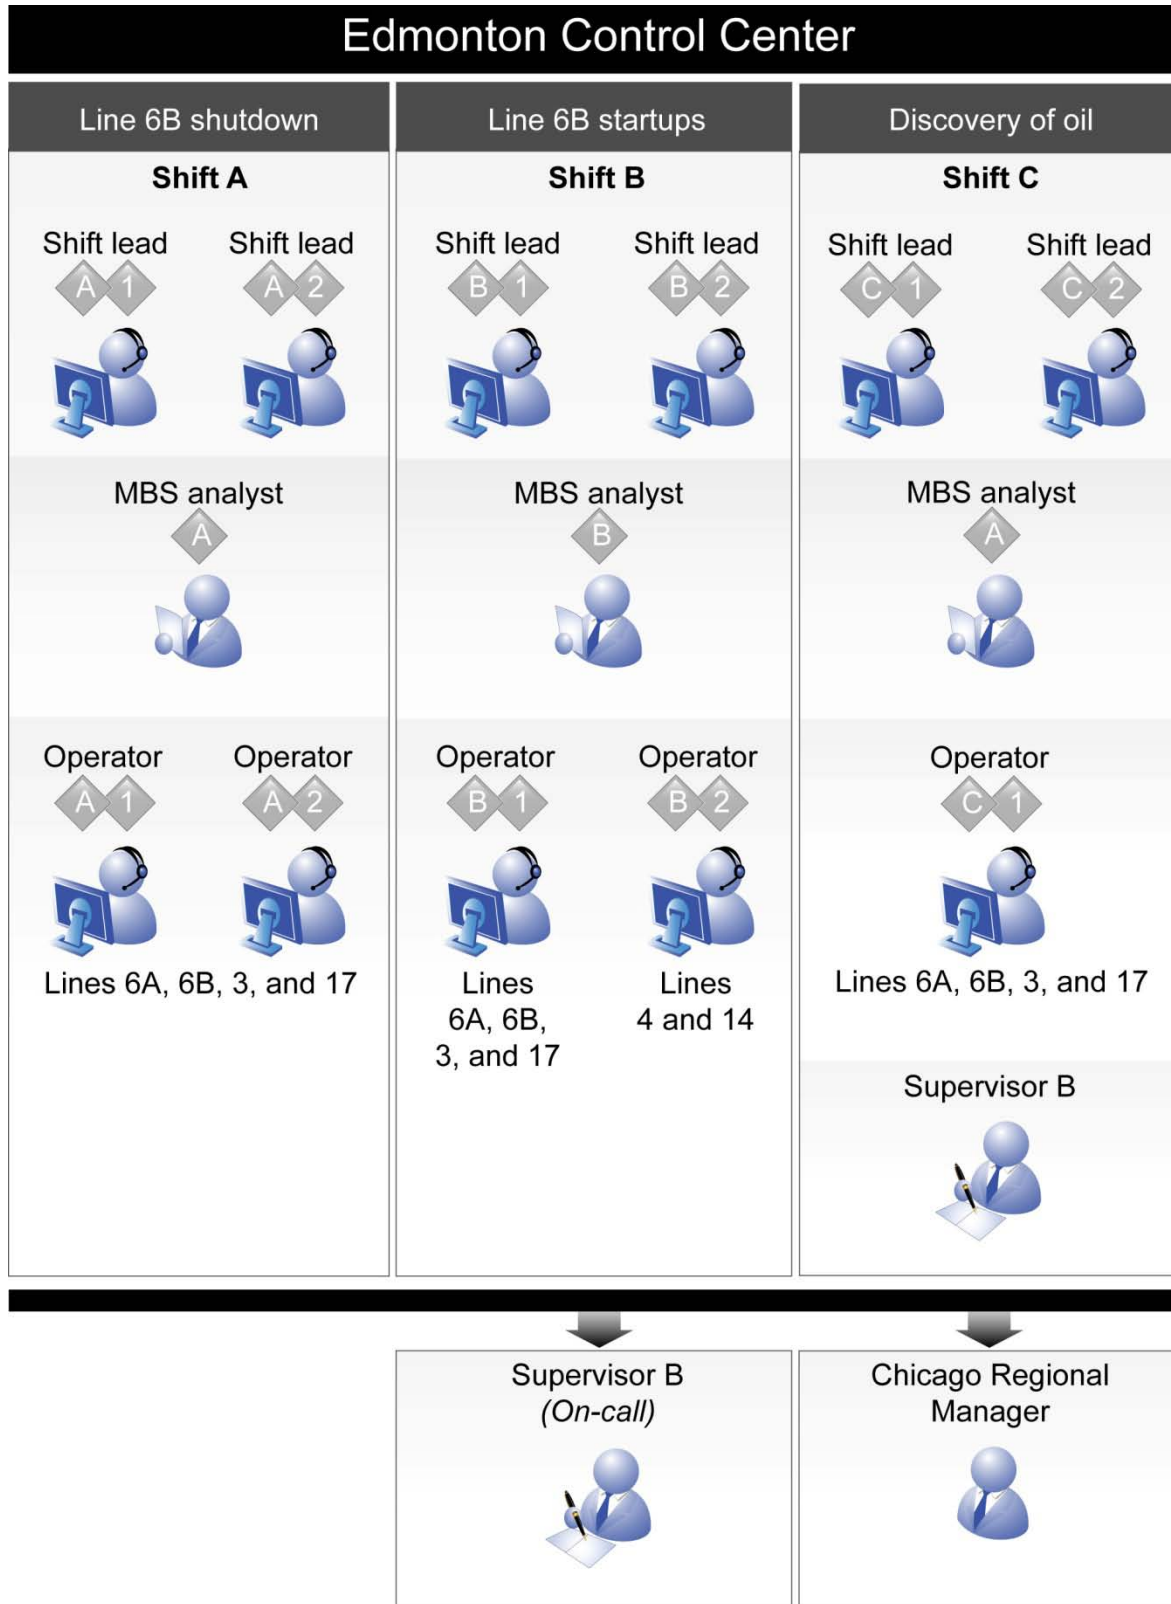 Edmonton Control Center
Line 6B shutdown
Shift A
Shift lead
A 1
Shift lead
A 2
MBS analyst
A
Operator
A 1
Operator
A 2
Lines 6A, 6B, 3, and 17
Line 6B startups
Shift B
Shift lead
B 1
Shift lead
B 2
MBS analyst
B
Operator
B 1
Lines
6A, 6B,
3, and 17
Operator
B 2
Lines
4 and 14
Discovery of oil
Shift C
Shift lead
C 1
Shift lead
C 2
MBS analyst
A
Operator
C 1
Lines 6A, 6B, 3, and 17
Supervisor B
Supervisor B
(On-call)
Chicago Regional
Manager